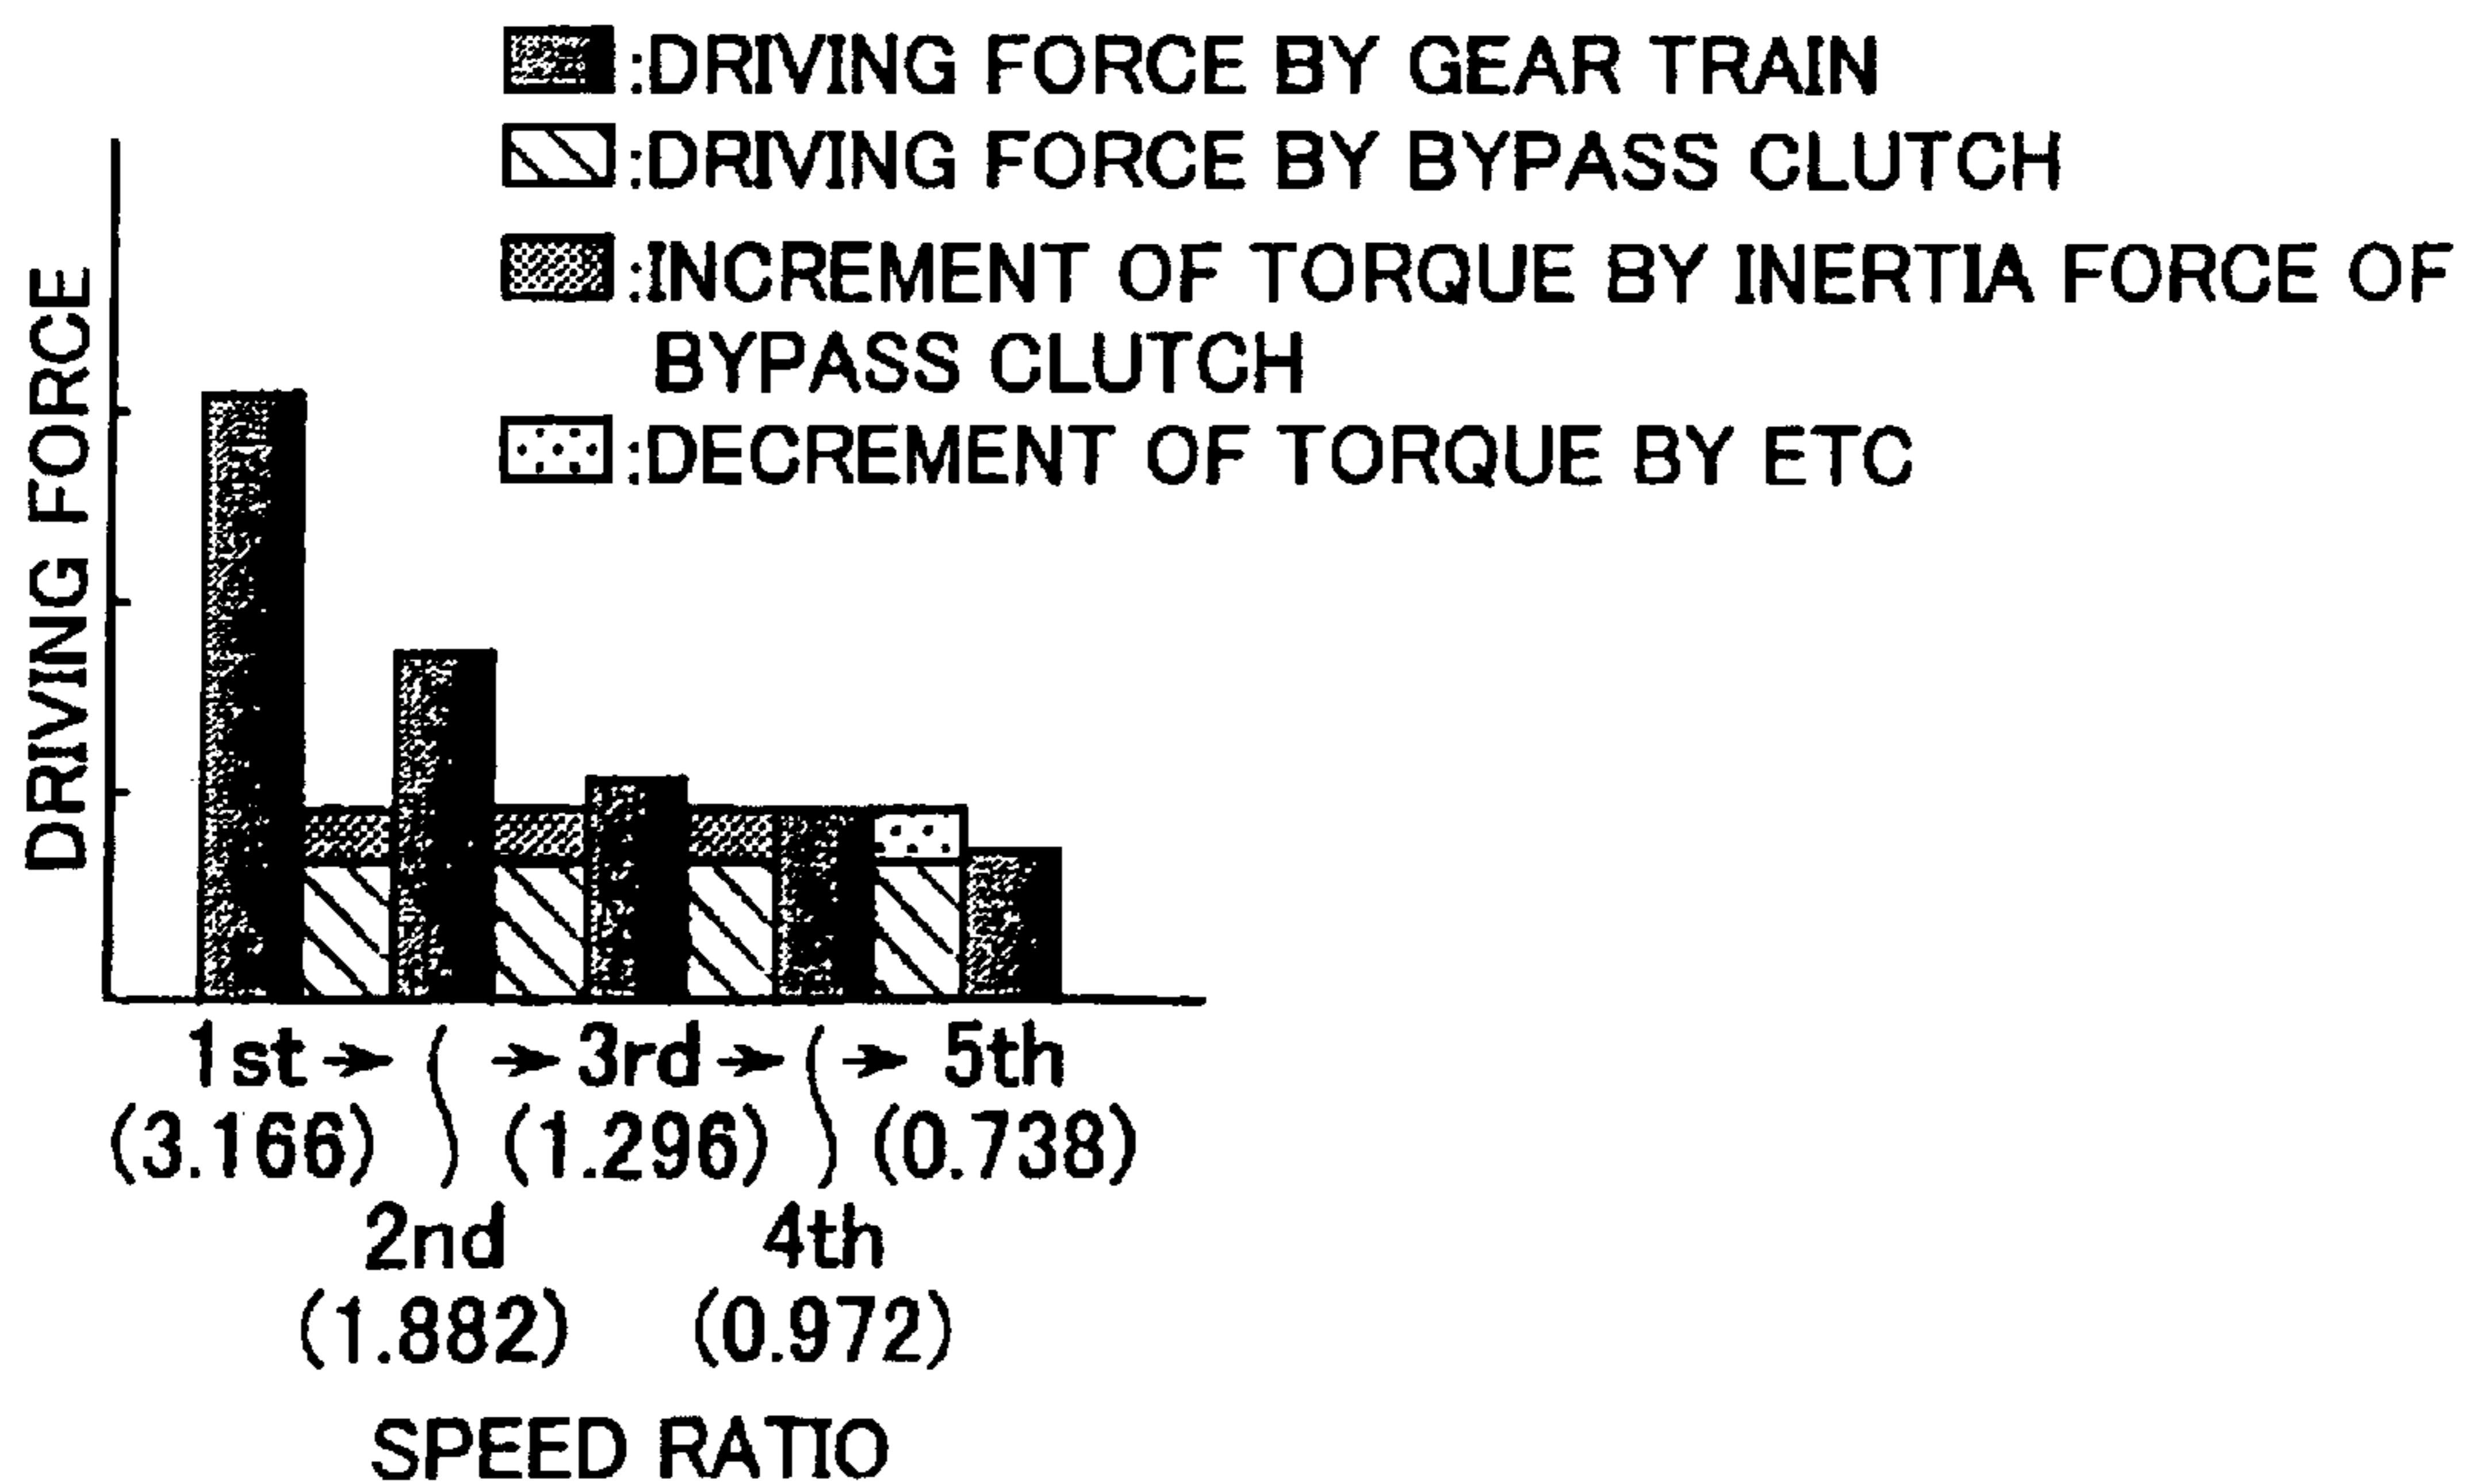 :DRIVING FORCE BY GEAR TRAIN
:DRIVING FORCE BY BYPASS CLUTCH
:INCREMENT OF TORQUE BY INERTIA FORCE OF
BYPASS CLUTCH
:DECREMENT OF TORQUE BY ETC
DRIVING FORCE
1st → → 3rd → → 5th
(3.166) (1.296) (0.738)
2nd 4th
(1.882) (0.972)
SPEED RATIO